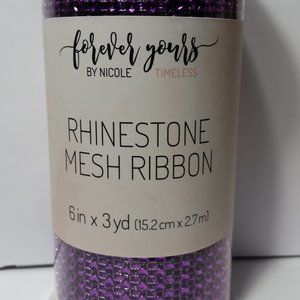 forever yours
BY NICOLE TIMELESS
RHINESTONE
MESH RIBBON
6 in x 3 yd (15.2 cm x 2.7 m)